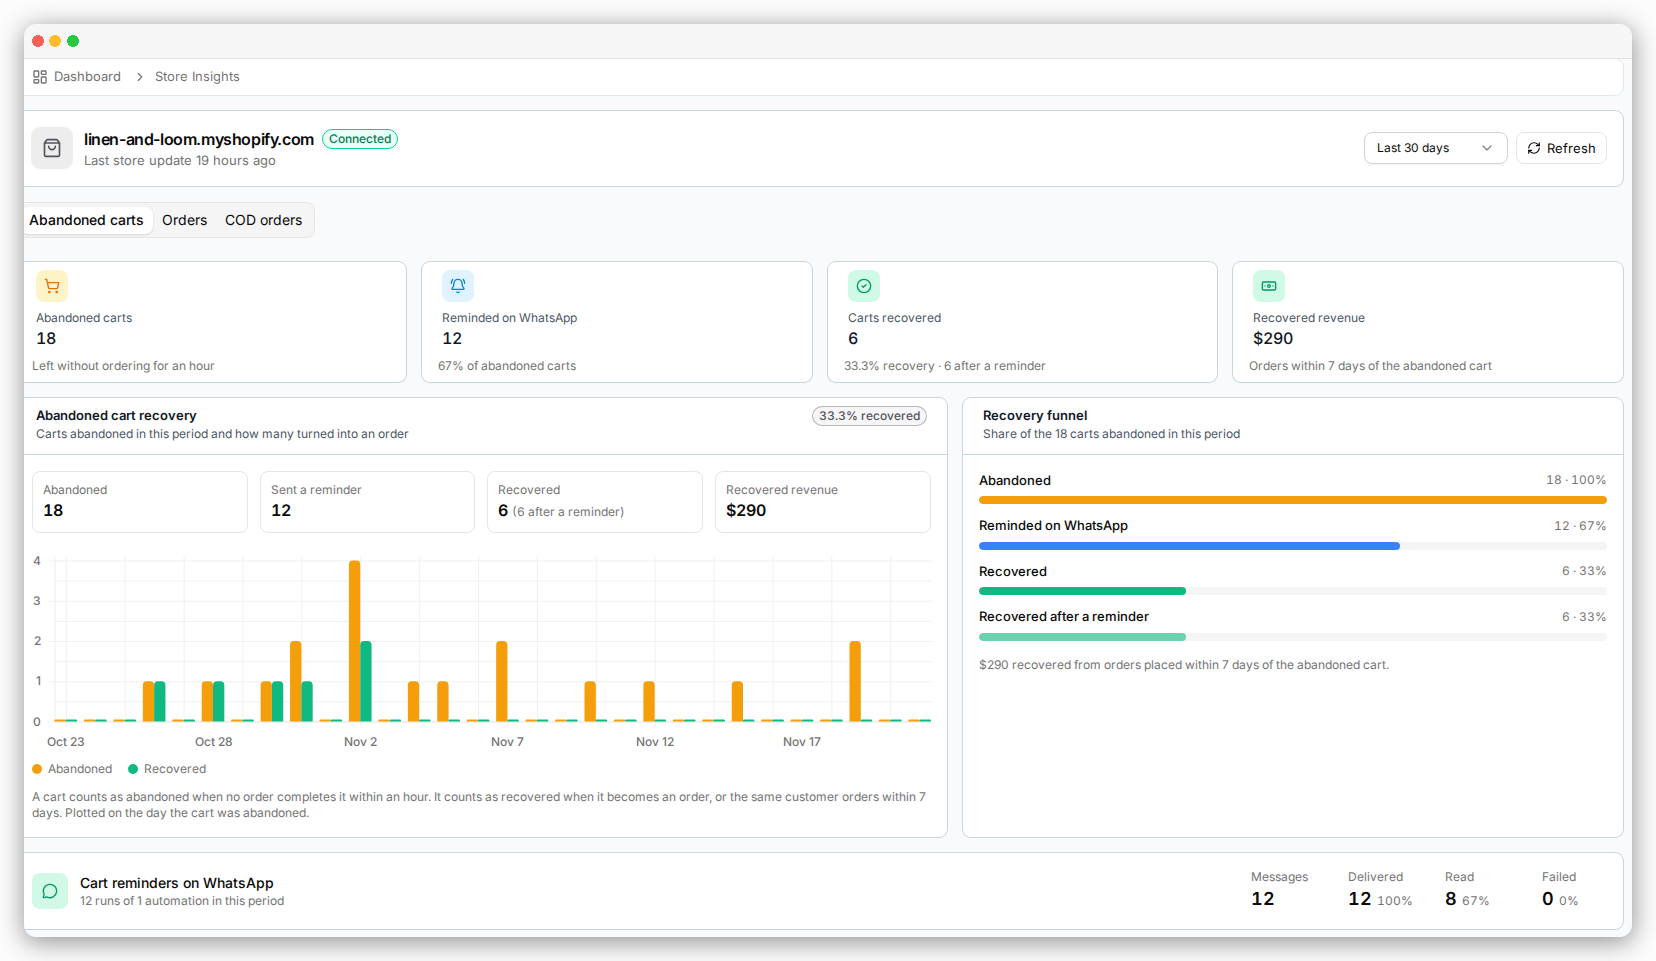 Dashboard > Store Insights
linen-and-loom.myshopify.com Connected
Last store update 19 hours ago
Last 30 days
Refresh
Abandoned carts Orders COD orders
Abandoned carts
18
Left without ordering for an hour
Reminded on WhatsApp
12
67% of abandoned carts
Carts recovered
6
33.3% recovery · 6 after a reminder
Recovered revenue
$290
Orders within 7 days of the abandoned cart
Abandoned cart recovery
Carts abandoned in this period and how many turned into an order
33.3% recovered
Abandoned
18
Sent a reminder
12
Recovered
6 (6 after a reminder)
Recovered revenue
$290
4
3
2
1
0
Oct 23 Oct 28 Nov 2 Nov 7 Nov 12 Nov 17
Abandoned Recovered
A cart counts as abandoned when no order completes it within an hour. It counts as recovered when it becomes an order, or the same customer orders within 7
days. Plotted on the day the cart was abandoned.
Recovery funnel
Share of the 18 carts abandoned in this period
Abandoned 18 · 100%
Reminded on WhatsApp 12 · 67%
Recovered 6 · 33%
Recovered after a reminder 6 · 33%
$290 recovered from orders placed within 7 days of the abandoned cart.
Cart reminders on WhatsApp
12 runs of 1 automation in this period
Messages
12
Delivered
12 100%
Read
8 67%
Failed
0 0%